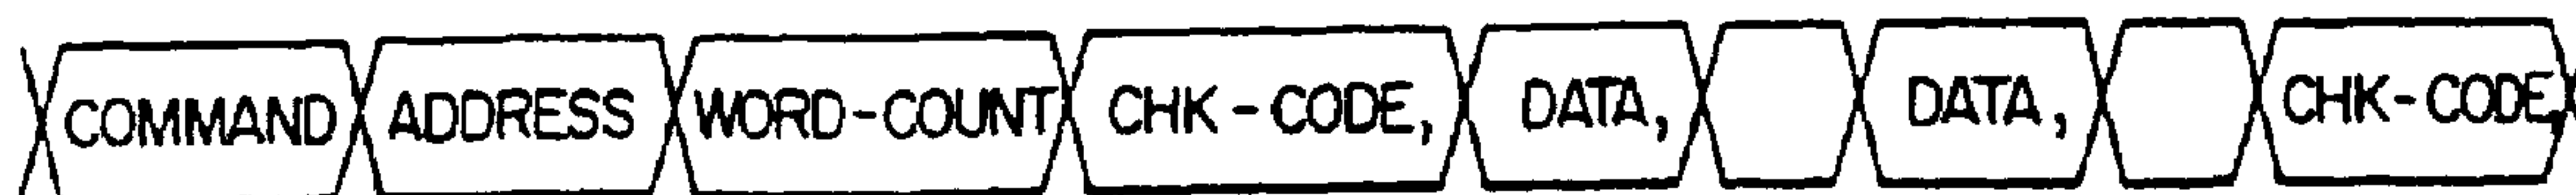 COMMAND ADDRESS WORD-COUNT CHK-CODE, DATA, DATA, CHK-CODE,